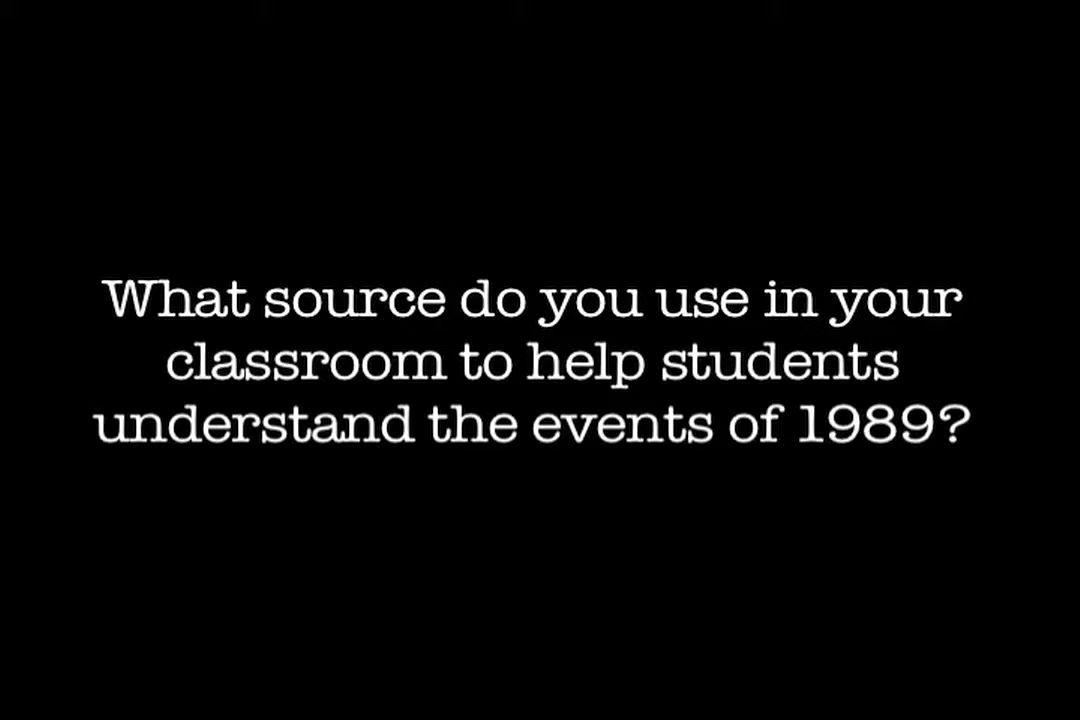 What source do you use in your
classroom to help students
understand the events of 1989?